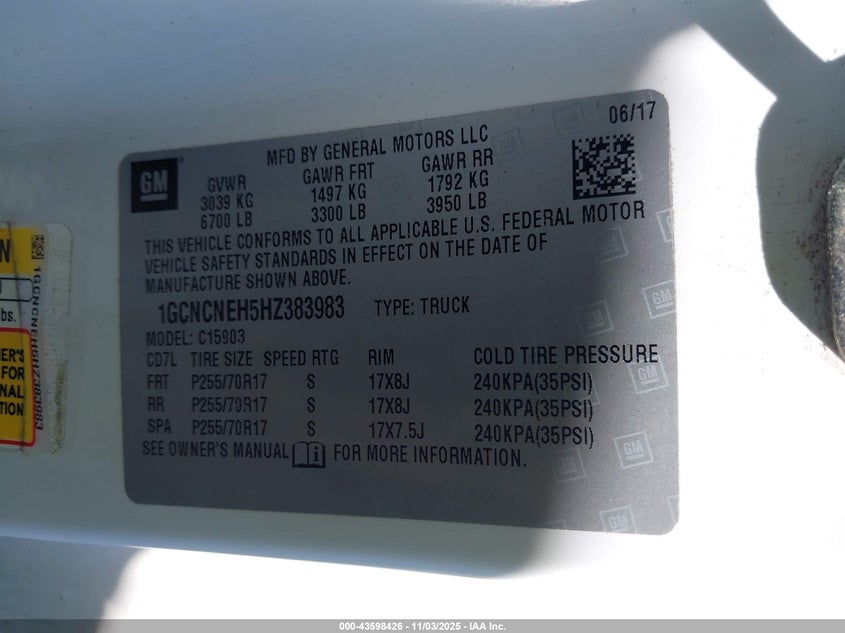 06/17
GM
MFD BY GENERAL MOTORS LLC
GVWR GAWR FRT GAWR RR
3039 KG 1497 KG 1792 KG
6700 LB 3300 LB 3950 LB
THIS VEHICLE CONFORMS TO ALL APPLICABLE U.S. FEDERAL MOTOR
VEHICLE SAFETY STANDARDS IN EFFECT ON THE DATE OF
MANUFACTURE SHOWN ABOVE.
1GCNCNEH5HZ383983 TYPE: TRUCK
MODEL: C15903
CD7L TIRE SIZE SPEED RTG RIM COLD TIRE PRESSURE
FRT P255/70R17 S 17X8J 240KPA(35PSI)
RR P255/70R17 S 17X8J 240KPA(35PSI)
SPA P255/70R17 S 17X7.5J 240KPA(35PSI)
SEE OWNER'S MANUAL FOR MORE INFORMATION.
bs.
FOR
1GCNCNEH5HZ383983
000-43598426 - 11/03/2025 - IAA Inc.